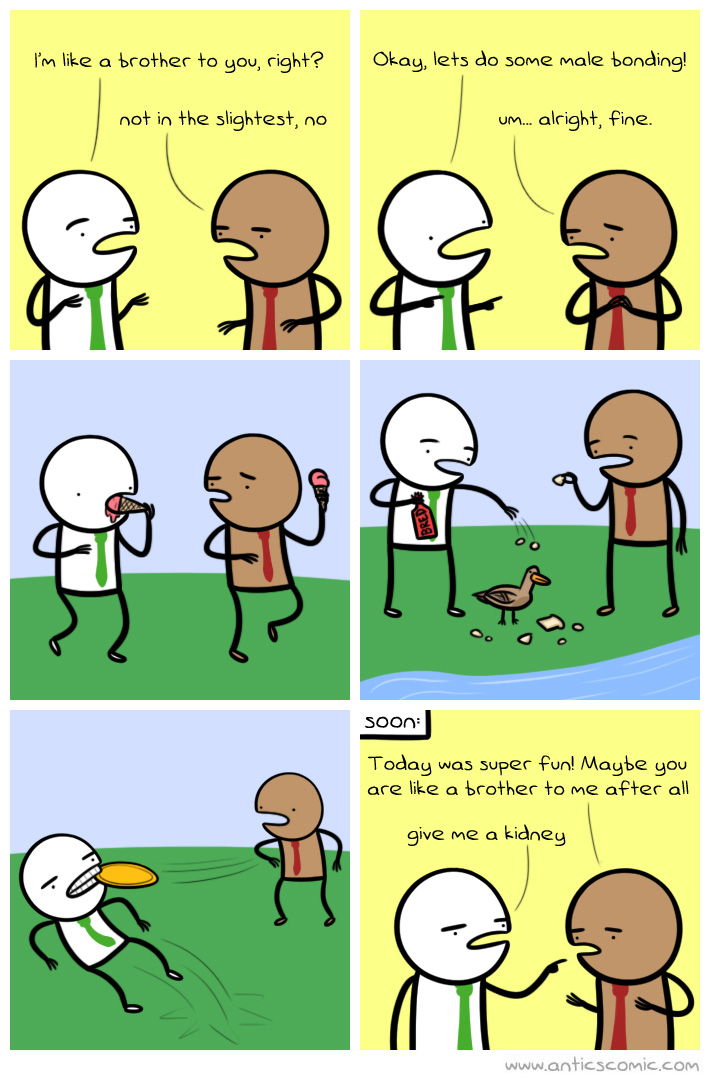 I'm like a brother to you, right?
not in the slightest, no
Okay, lets do some male bonding!
um... alright, fine.
BRED
soon:
Today was super fun! Maybe you
are like a brother to me after all
give me a kidney
www.anticscomic.com